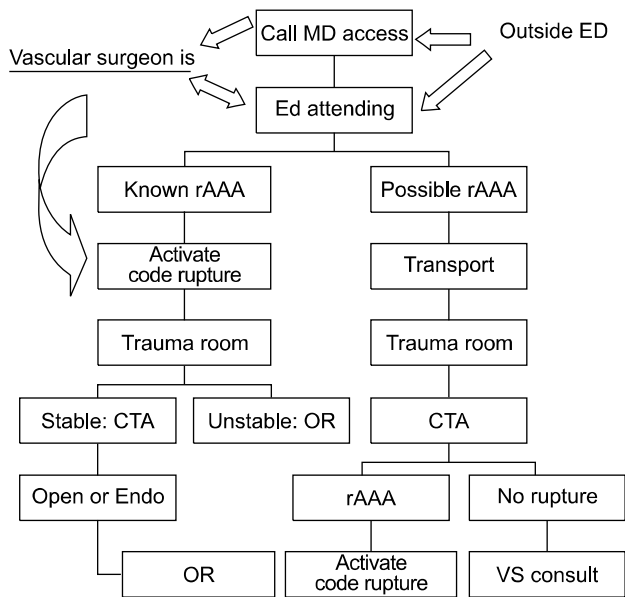 Call MD access
Outside ED
Vascular surgeon is
Ed attending
Known rAAA
Possible rAAA
Activate
code rupture
Transport
Trauma room
Trauma room
Stable: CTA
Unstable: OR
CTA
Open or Endo
rAAA
No rupture
OR
Activate
code rupture
VS consult